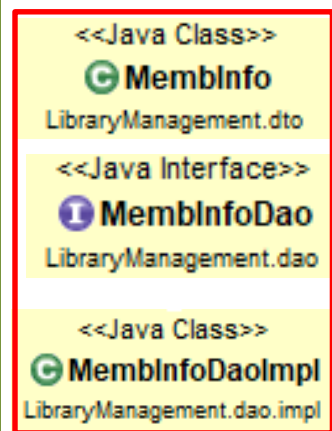 <<Java Class>>
C MembInfo
LibraryManagement.dto
<<Java Interface>>
I MembInfoDao
LibraryManagement.dao
<<Java Class>>
C MembInfoDaoImpl
LibraryManagement.dao.impl